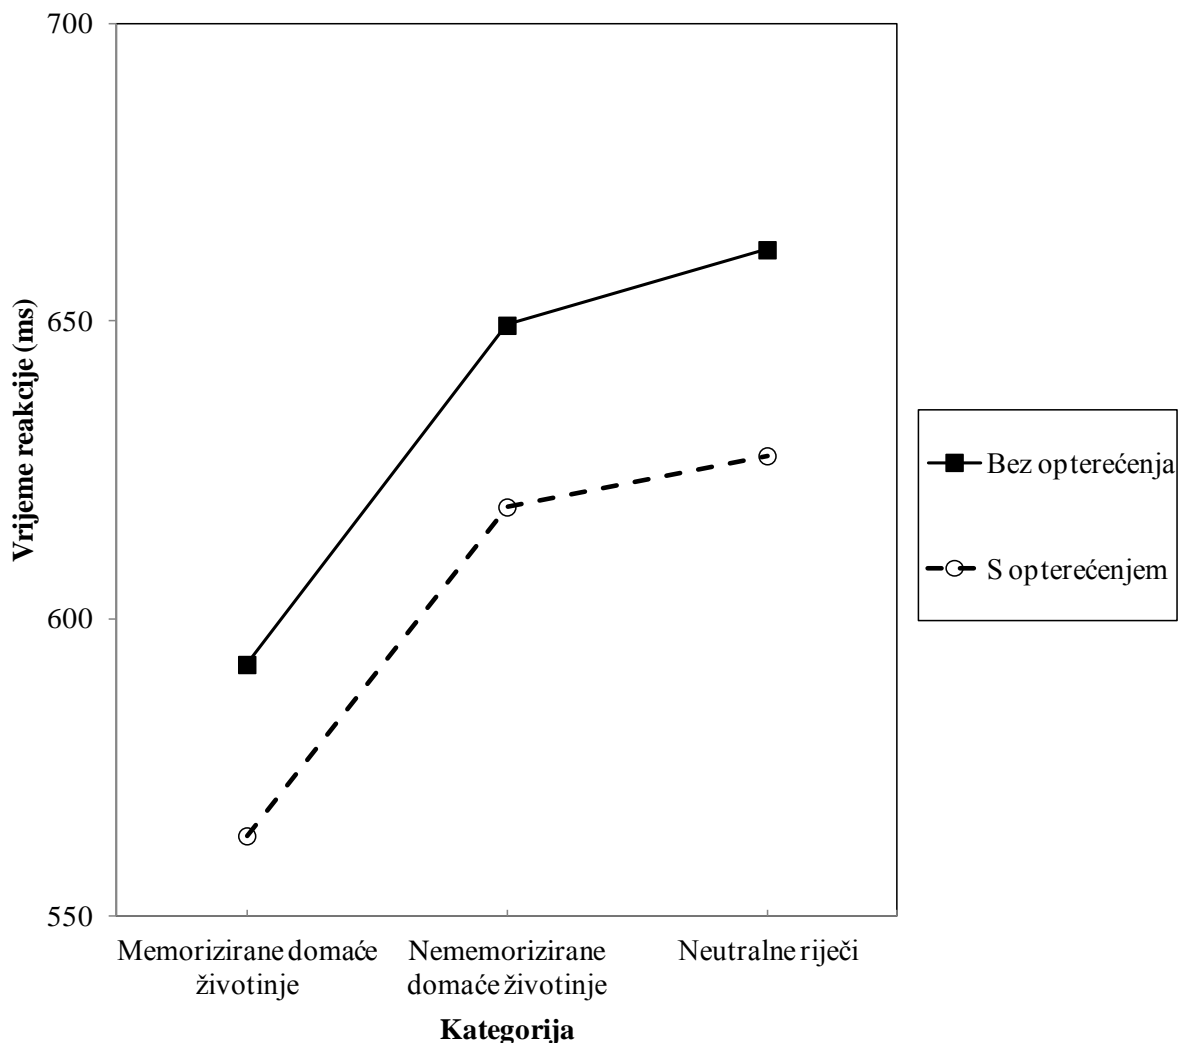 700
650
600
550
Vrijeme reakcije (ms)
Memorizirane domaće
životinje
Nememorizirane
domaće životinje
Neutralne riječi
Kategorija
Bez opterećenja
S opterećenjem